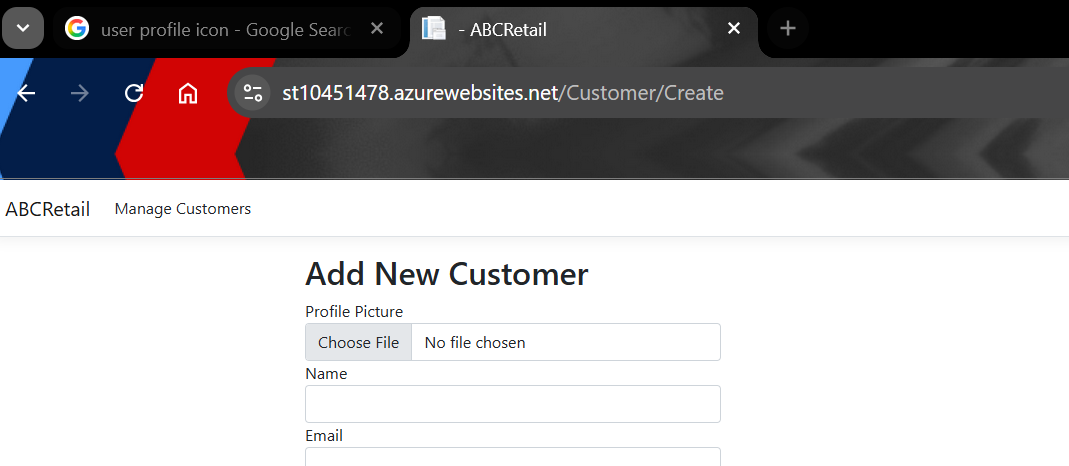 user profile icon - Google Searc
- ABCRetail
st10451478.azurewebsites.net/Customer/Create
ABCRetail Manage Customers
Add New Customer
Profile Picture
Choose File No file chosen
Name
Email